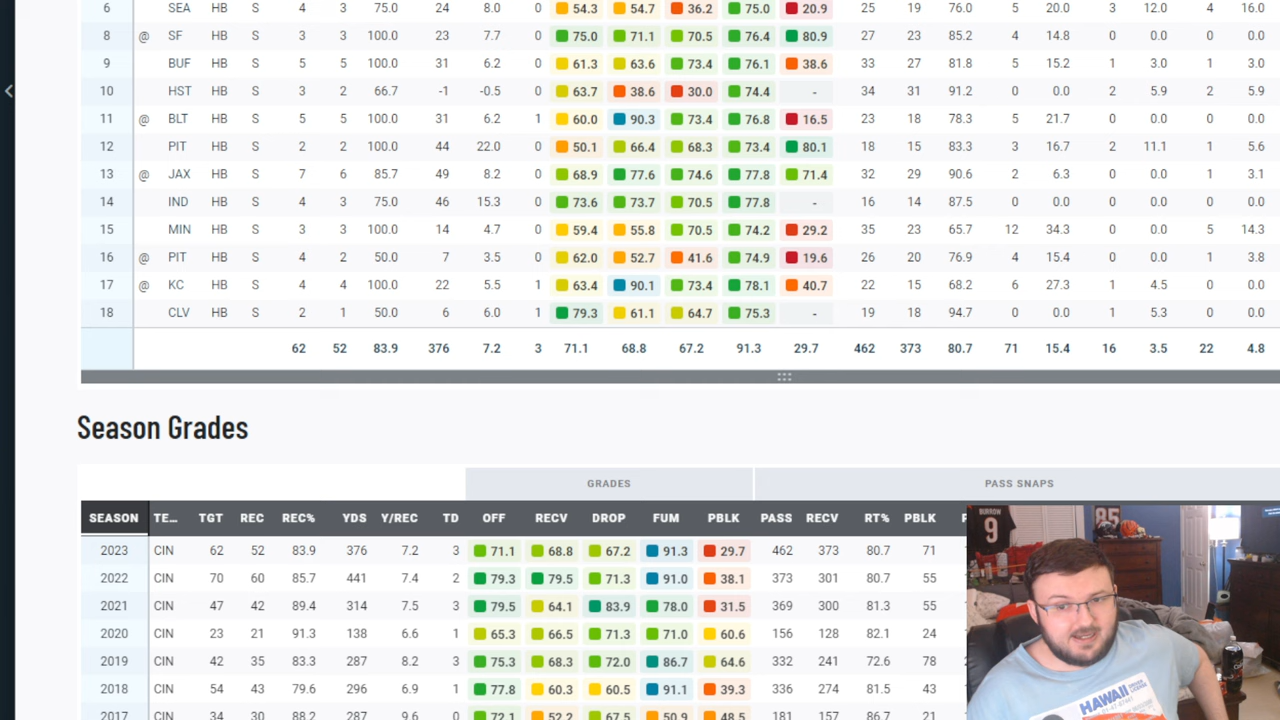 6 SEA HB S 4 3 75.0 24 8.0 0 54.3 54.7 36.2 75.0 20.9 25 19 76.0 5 20.0 3 12.0 4 16.0
8 @ SF HB S 3 3 100.0 23 7.7 0 75.0 71.1 70.5 76.4 80.9 27 23 85.2 4 14.8 0 0.0 0 0.0
9 BUF HB S 5 5 100.0 31 6.2 0 61.3 63.6 73.4 76.1 38.6 33 27 81.8 5 15.2 1 3.0 1 3.0
10 HST HB S 3 2 66.7 -1 -0.5 0 63.7 38.6 30.0 74.4 - 34 31 91.2 0 0.0 2 5.9 2 5.9
11 @ BLT HB S 5 5 100.0 31 6.2 1 60.0 90.3 73.4 76.8 16.5 23 18 78.3 5 21.7 0 0.0 0 0.0
12 PIT HB S 2 2 100.0 44 22.0 0 50.1 66.4 68.3 73.4 80.1 18 15 83.3 3 16.7 2 11.1 1 5.6
13 @ JAX HB S 7 6 85.7 49 8.2 0 68.9 77.6 74.6 77.8 71.4 32 29 90.6 2 6.3 0 0.0 1 3.1
14 IND HB S 4 3 75.0 46 15.3 0 73.6 73.7 70.5 77.8 - 16 14 87.5 0 0.0 0 0.0 0 0.0
15 MIN HB S 3 3 100.0 14 4.7 0 59.4 55.8 70.5 74.2 29.2 35 23 65.7 12 34.3 0 0.0 5 14.3
16 @ PIT HB S 4 2 50.0 7 3.5 0 62.0 52.7 41.6 74.9 19.6 26 20 76.9 4 15.4 0 0.0 1 3.8
17 @ KC HB S 4 4 100.0 22 5.5 1 63.4 90.1 73.4 78.1 40.7 22 15 68.2 6 27.3 1 4.5 0 0.0
18 CLV HB S 2 1 50.0 6 6.0 1 79.3 61.1 64.7 75.3 - 19 18 94.7 0 0.0 1 5.3 0 0.0
62 52 83.9 376 7.2 3 71.1 68.8 67.2 91.3 29.7 462 373 80.7 71 15.4 16 3.5 22 4.8
Season Grades
GRADES PASS SNAPS
SEASON TE... TGT REC REC% YDS Y/REC TD OFF RECV DROP FUM PBLK PASS RECV RT% PBLK
2023 CIN 62 52 83.9 376 7.2 3 71.1 68.8 67.2 91.3 29.7 462 373 80.7 71
2022 CIN 70 60 85.7 441 7.4 2 79.3 79.5 71.3 91.0 38.1 373 301 80.7 55
2021 CIN 47 42 89.4 314 7.5 3 79.5 64.1 83.9 78.0 31.5 369 300 81.3 55
2020 CIN 23 21 91.3 138 6.6 1 65.3 66.5 71.3 71.0 60.6 156 128 82.1 24
2019 CIN 42 35 83.3 287 8.2 3 75.3 68.3 72.0 86.7 64.6 332 241 72.6 78
2018 CIN 54 43 79.6 296 6.9 1 77.8 60.3 60.5 91.1 39.3 336 274 81.5 43
2017 CIN 34 30 88.2 287 9.6 0 72.1 52.2 67.5 50.9 48.5 181 157 86.7 21
BURROW
9
85
HAWAII